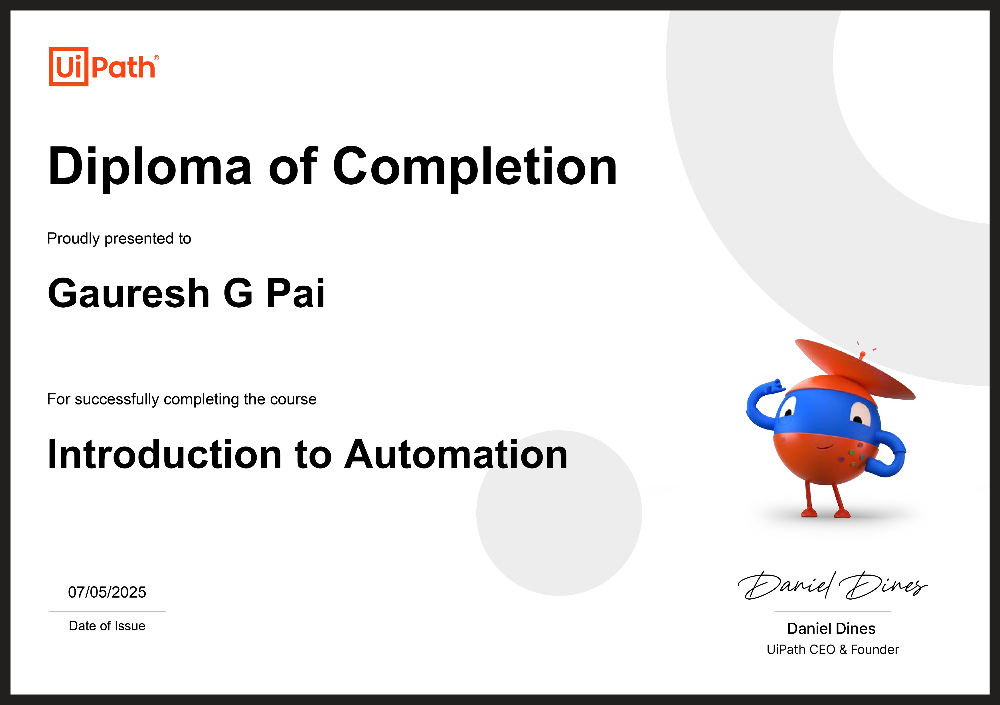 UiPath®
Diploma of Completion
Proudly presented to
Gauresh G Pai
For successfully completing the course
Introduction to Automation
07/05/2025
Date of Issue
Daniel Dines
Daniel Dines
UiPath CEO & Founder